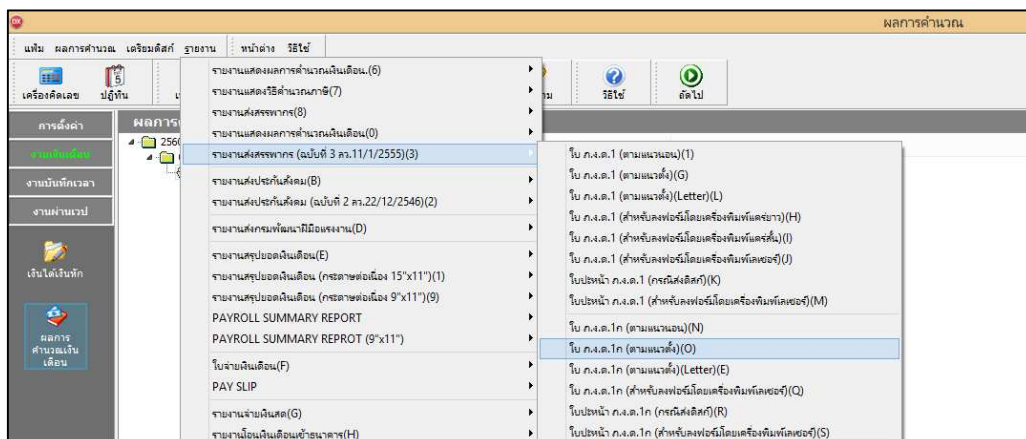 ผลการคำนวณ
แฟ้ม ผลการคำนวณ เตรียมดิสก์ รายงาน หน้าต่าง วิธีใช้
เครื่องคิดเลข ปฏิทิน วิธีใช้ ถัดไป
การตั้งค่า
งานเงินเดือน
งานบันทึกเวลา
งานผ่านเวป
เงินได้เงินหัก
ผลการ
คำนวณเงิน
เดือน
ผลการ
รายงานแสดงผลการคำนวณเงินเดือน.(6)
รายงานแสดงวิธีคำนวณภาษี(7)
รายงานส่งสรรพากร(8)
รายงานแสดงผลการคำนวณเงินเดือน(0)
รายงานส่งสรรพากร (ฉบับที่ 3 ลว.11/1/2555)(3)
รายงานส่งประกันสังคม(B)
รายงานส่งประกันสังคม (ฉบับที่ 2 ลว.22/12/2546)(2)
รายงานส่งกรมพัฒนาฝีมือแรงงาน(D)
รายงานสรุปยอดเงินเดือน(E)
รายงานสรุปยอดเงินเดือน (กระดาษต่อเนื่อง 15"x11")(1)
รายงานสรุปยอดเงินเดือน (กระดาษต่อเนื่อง 9"x11")(9)
PAYROLL SUMMARY REPORT
PAYROLL SUMMARY REPROT (9"x11")
ใบจ่ายเงินเดือน(F)
PAY SLIP
รายงานจ่ายเงินสด(G)
รายงานโอนเงินเดือนเข้าธนาคาร(H)
ใบ ภ.ง.ด.1 (ตามแนวนอน)(1)
ใบ ภ.ง.ด.1 (ตามแนวตั้ง)(G)
ใบ ภ.ง.ด.1 (ตามแนวตั้ง)(Letter)(L)
ใบ ภ.ง.ด.1 (สำหรับลงฟอร์มโดยเครื่องพิมพ์แคร่ยาว)(H)
ใบ ภ.ง.ด.1 (สำหรับลงฟอร์มโดยเครื่องพิมพ์แคร่สั้น)(I)
ใบ ภ.ง.ด.1 (สำหรับลงฟอร์มโดยเครื่องพิมพ์เลเซอร์)(J)
ใบปะหน้า ภ.ง.ด.1 (กรณีส่งดิสก์)(K)
ใบปะหน้า ภ.ง.ด.1 (สำหรับลงฟอร์มโดยเครื่องพิมพ์เลเซอร์)(M)
ใบ ภ.ง.ด.1ก (ตามแนวนอน)(N)
ใบ ภ.ง.ด.1ก (ตามแนวตั้ง)(O)
ใบ ภ.ง.ด.1ก (ตามแนวตั้ง)(Letter)(E)
ใบ ภ.ง.ด.1ก (สำหรับลงฟอร์มโดยเครื่องพิมพ์เลเซอร์)(Q)
ใบปะหน้า ภ.ง.ด.1ก (กรณีส่งดิสก์)(R)
ใบปะหน้า ภ.ง.ด.1ก (สำหรับลงฟอร์มโดยเครื่องพิมพ์เลเซอร์)(S)